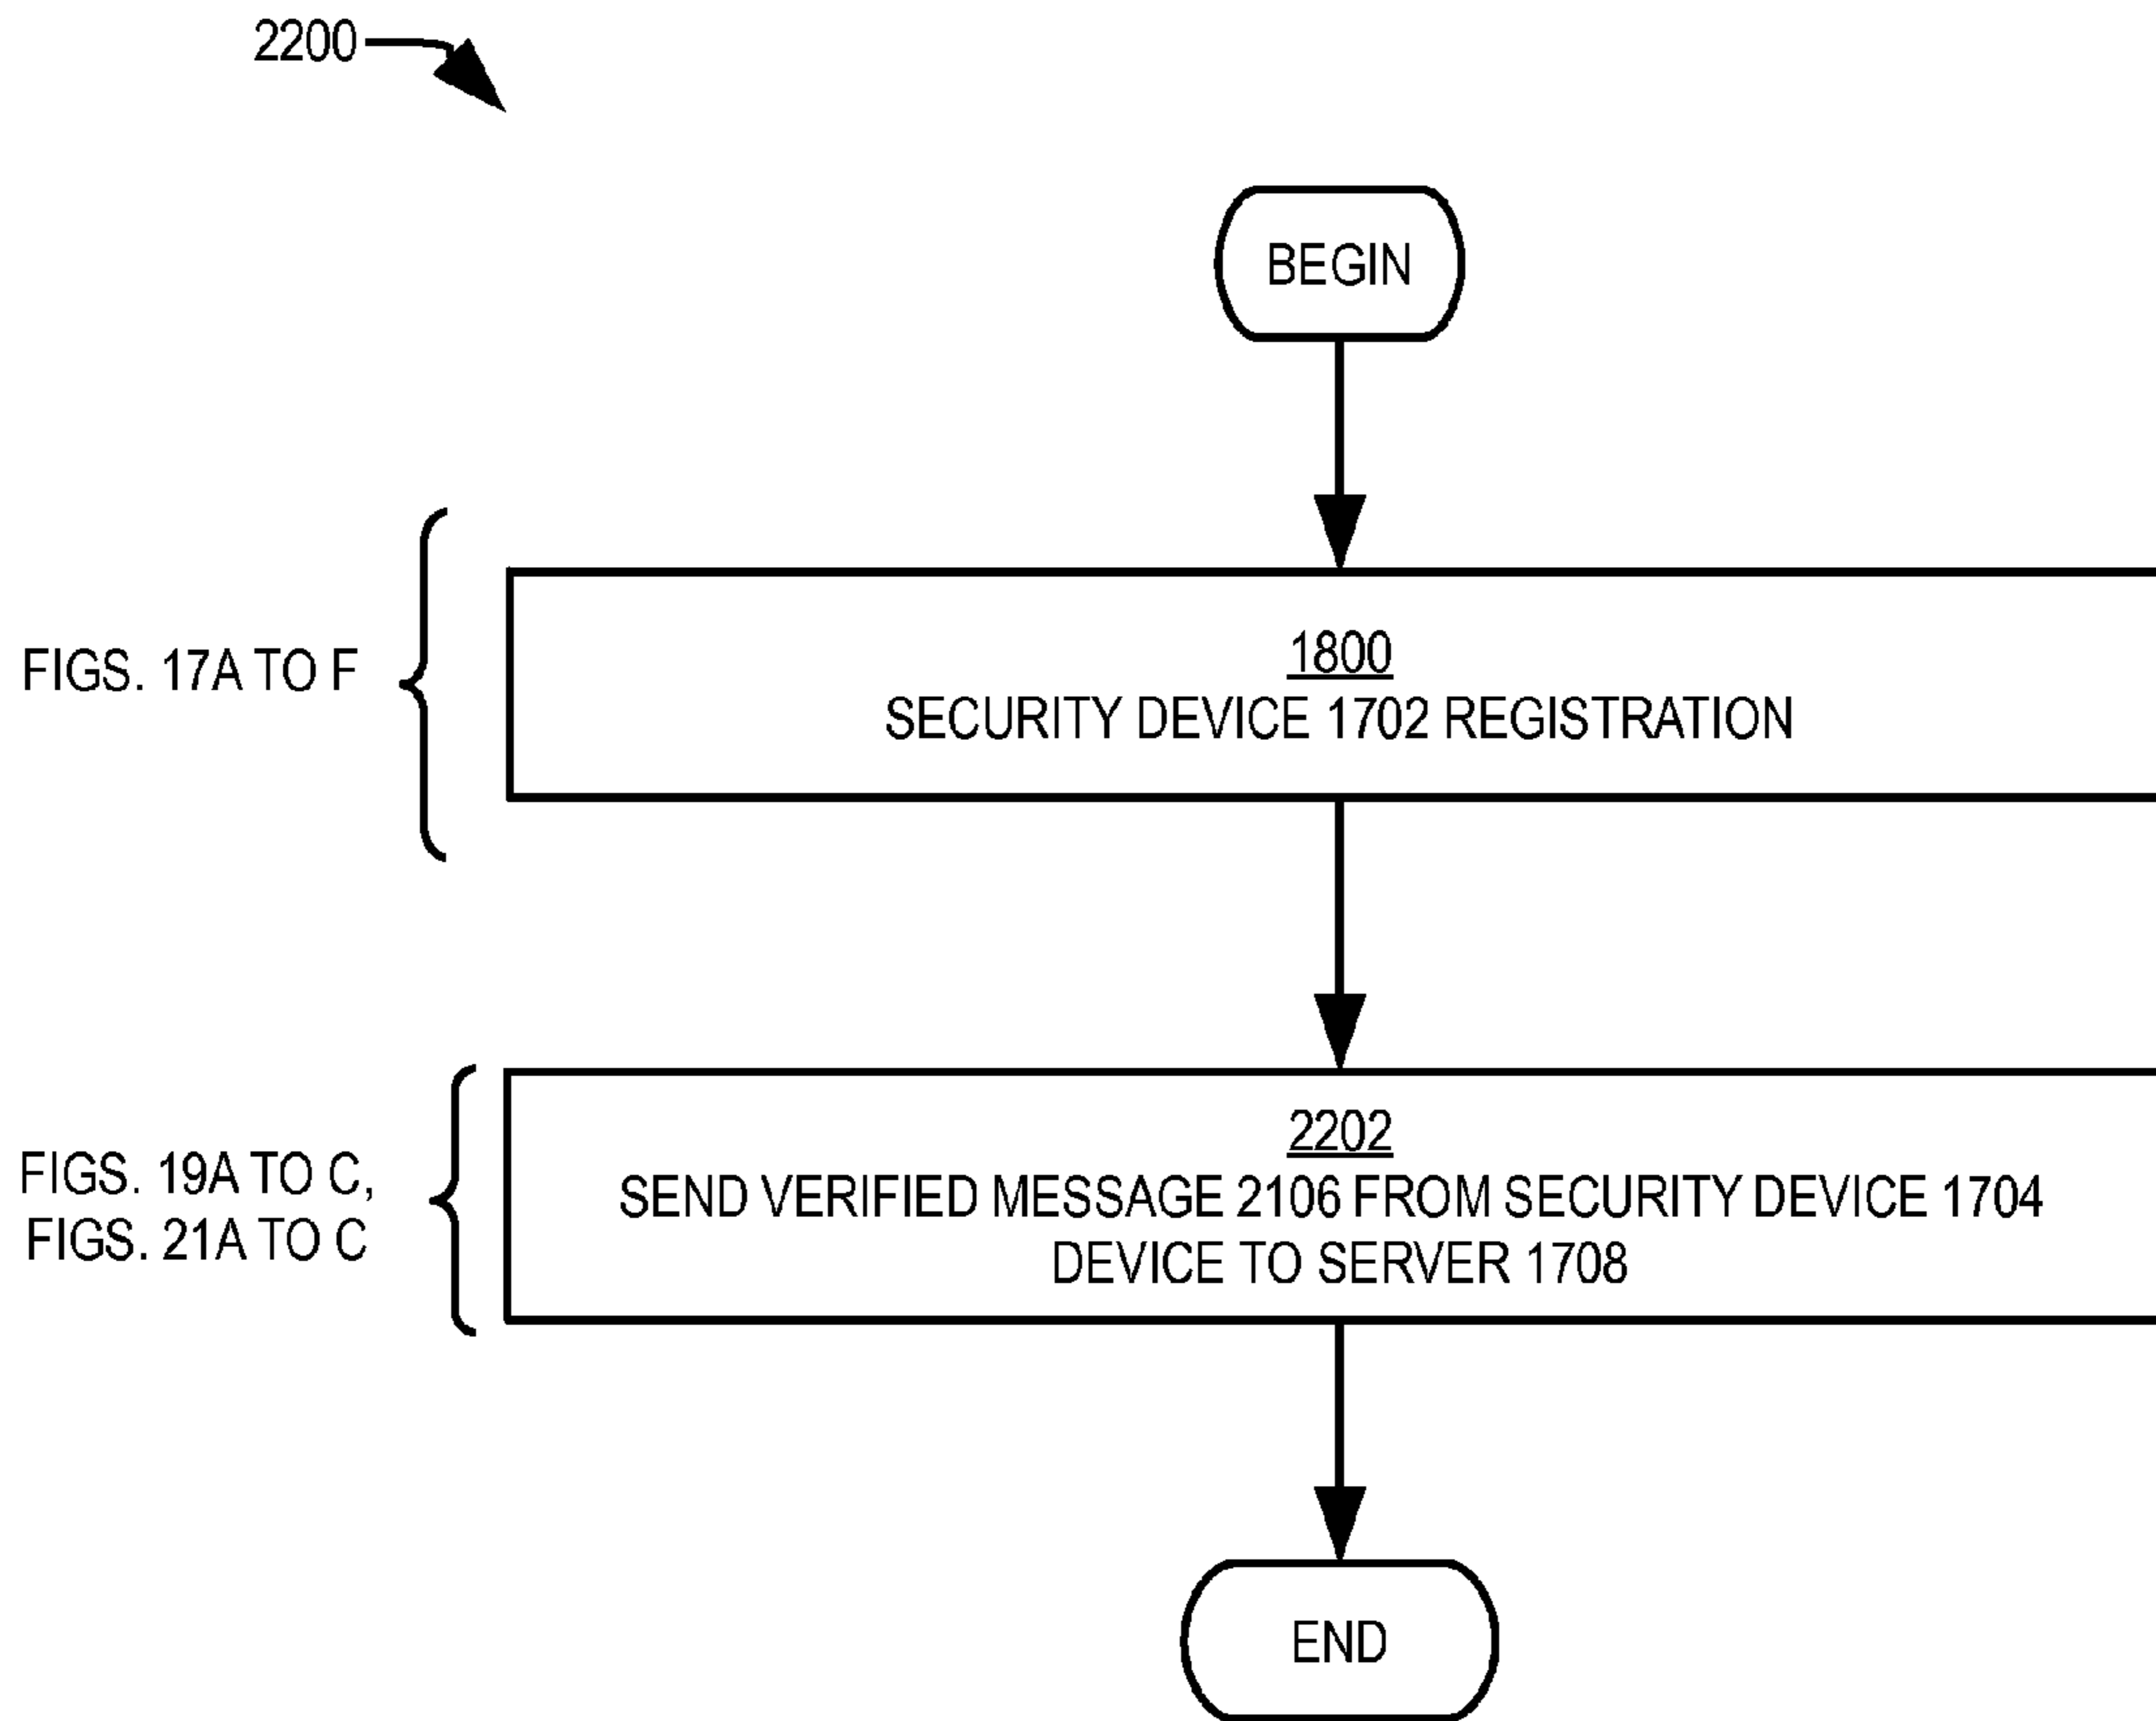 2200
BEGIN
FIGS. 17A TO F
1800
SECURITY DEVICE 1702 REGISTRATION
FIGS. 19A TO C,
FIGS. 21A TO C
2202
SEND VERIFIED MESSAGE 2106 FROM SECURITY DEVICE 1704
DEVICE TO SERVER 1708
END